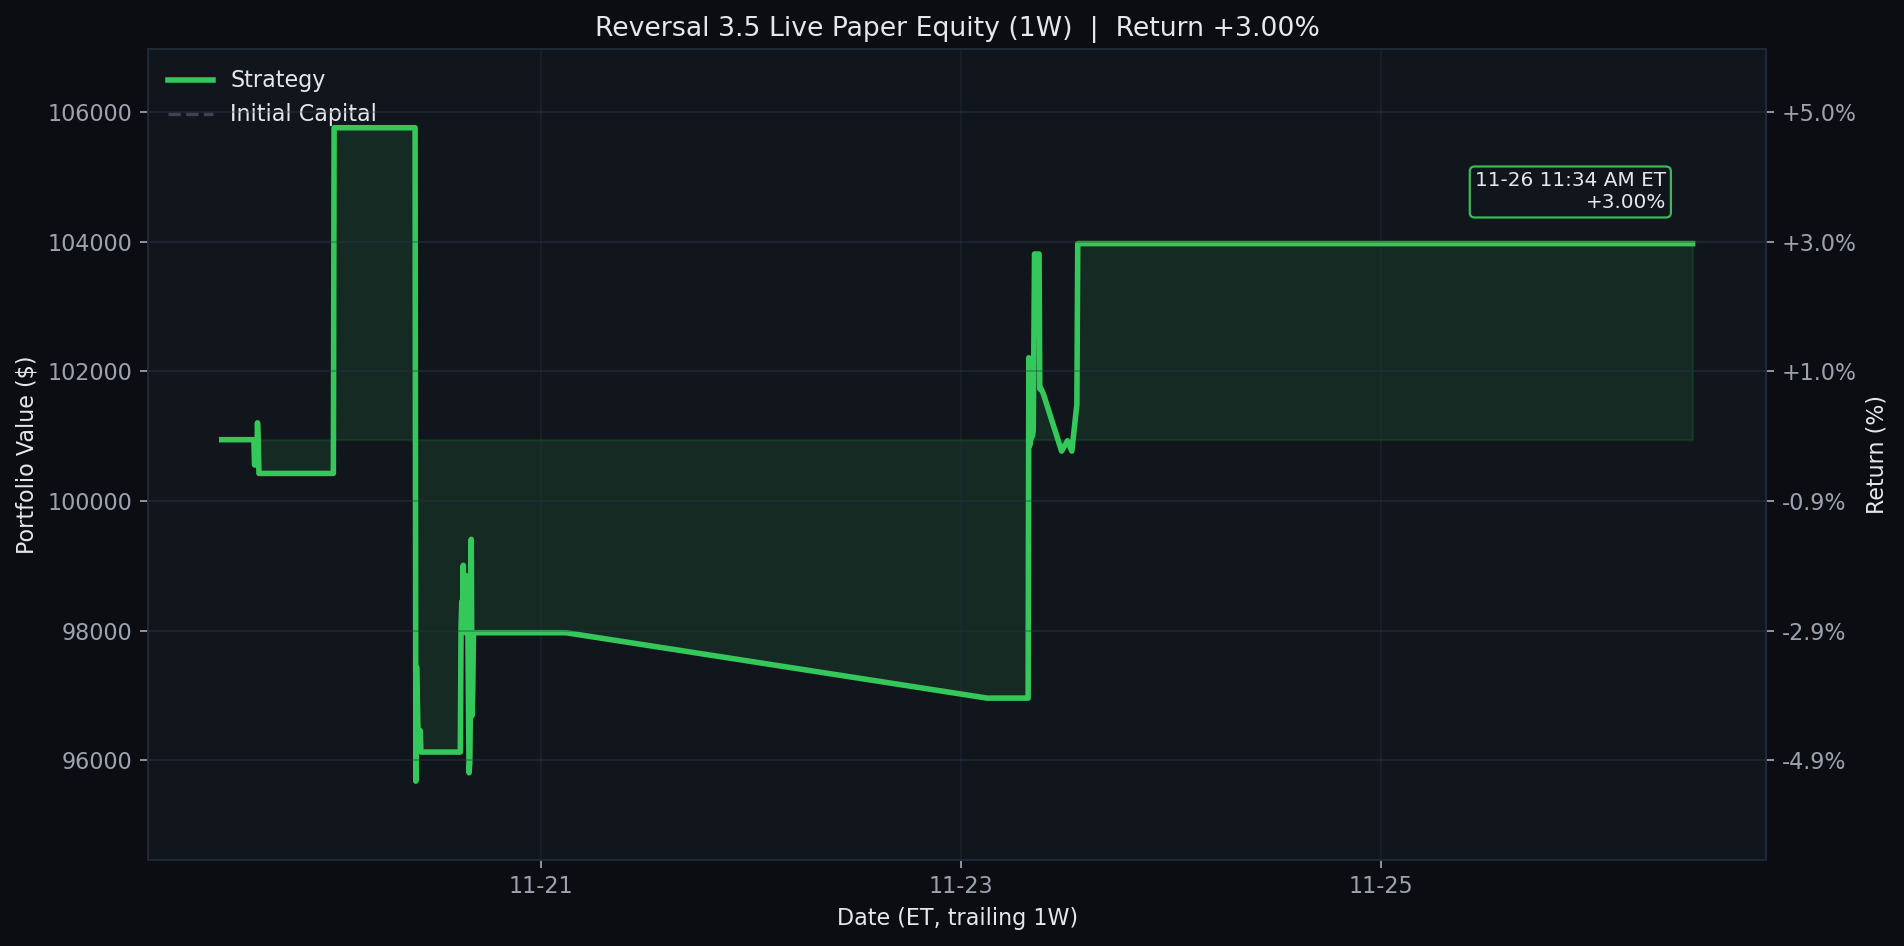 Reversal 3.5 Live Paper Equity (1W)  |  Return +3.00%
Strategy
Initial Capital
11-26 11:34 AM ET
+3.00%
Portfolio Value ($)
106000
104000
102000
100000
98000
96000
+5.0%
+3.0%
+1.0%
-0.9%
-2.9%
-4.9%
Return (%)
11-21
11-23
11-25
Date (ET, trailing 1W)